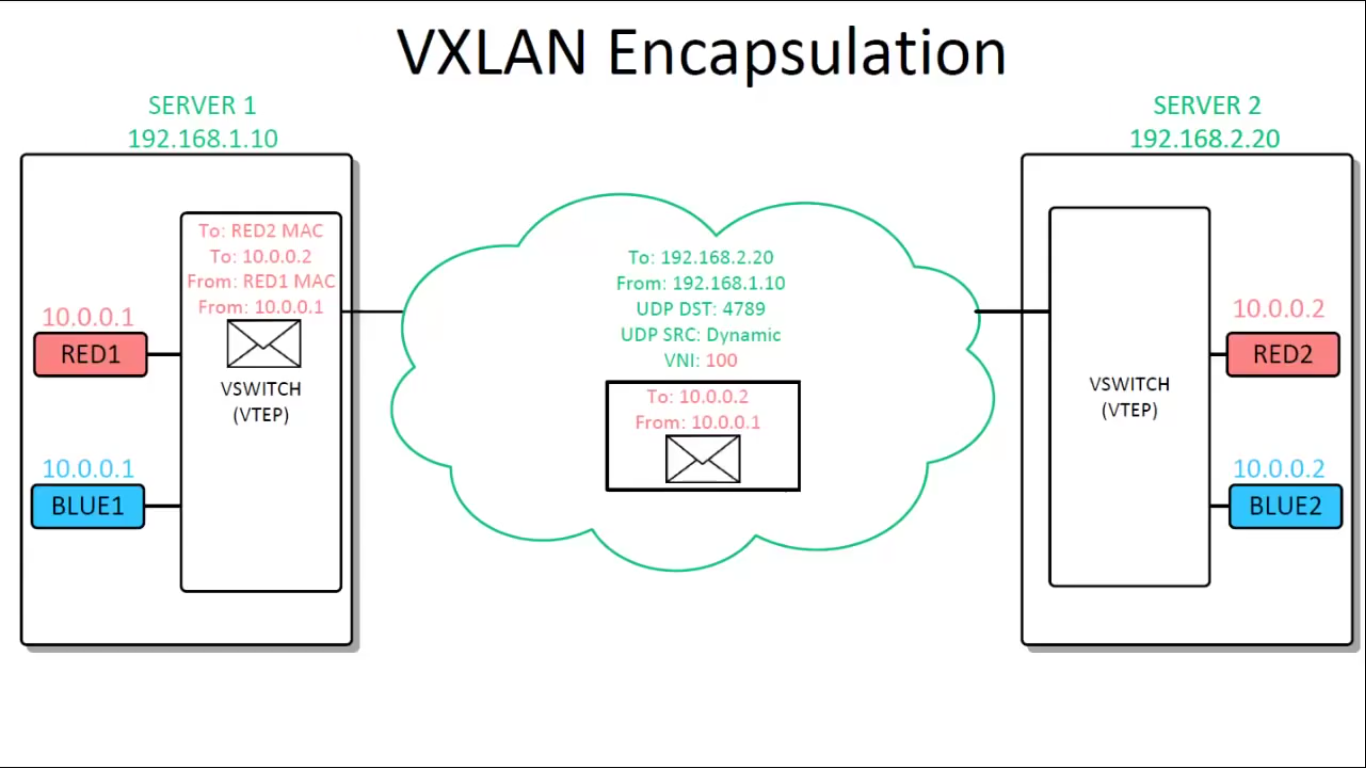 VXLAN Encapsulation
SERVER 1
192.168.1.10
To: RED2 MAC
To: 10.0.0.2
From: RED1 MAC
From: 10.0.0.1
10.0.0.1
RED1
VSWITCH
(VTEP)
10.0.0.1
BLUE1
To: 192.168.2.20
From: 192.168.1.10
UDP DST: 4789
UDP SRC: Dynamic
VNI: 100
To: 10.0.0.2
From: 10.0.0.1
SERVER 2
192.168.2.20
VSWITCH
(VTEP)
10.0.0.2
RED2
10.0.0.2
BLUE2